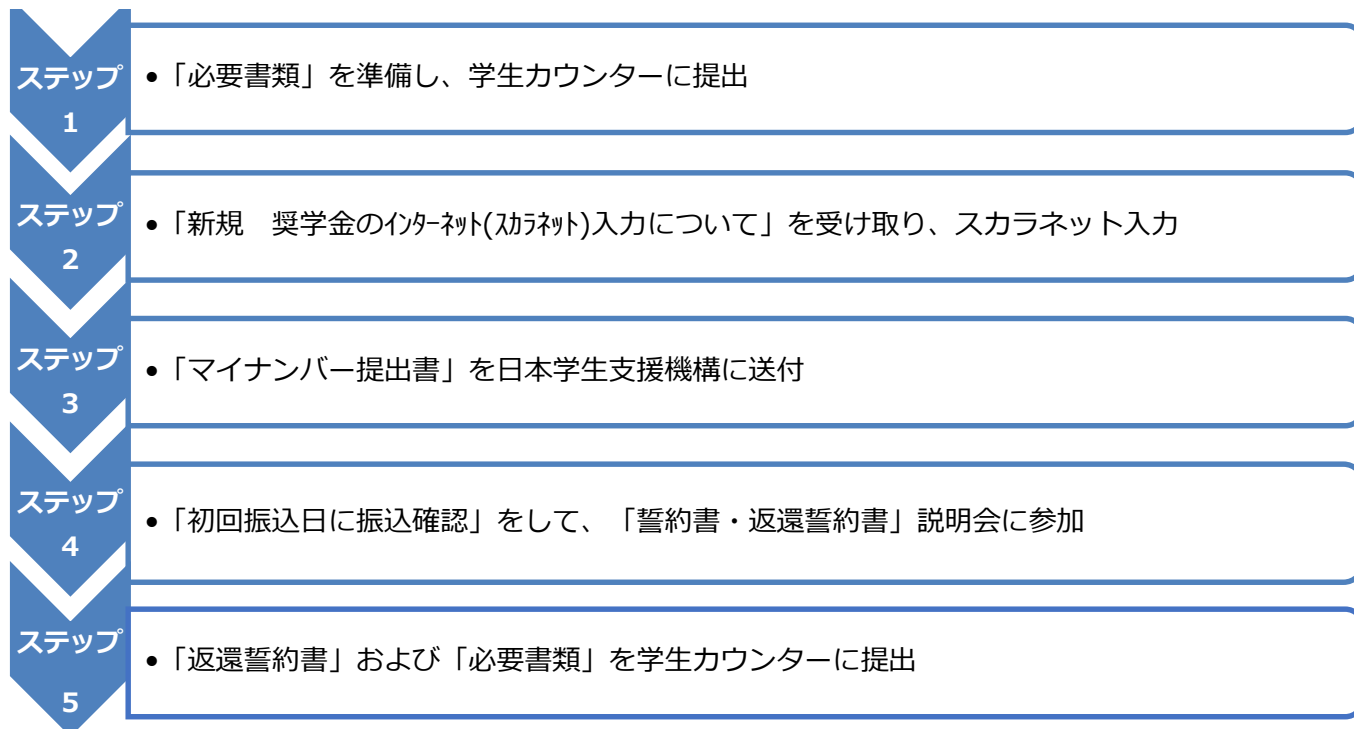 ステップ
1
•「必要書類」を準備し、学生カウンターに提出
ステップ
2
•「新規　奨学金のｲﾝﾀｰﾈｯﾄ(ｽｶﾗﾈｯﾄ)入力について」を受け取り、スカラネット入力
ステップ
3
•「マイナンバー提出書」を日本学生支援機構に送付
ステップ
4
•「初回振込日に振込確認」をして、「誓約書・返還誓約書」説明会に参加
ステップ
5
•「返還誓約書」および「必要書類」を学生カウンターに提出